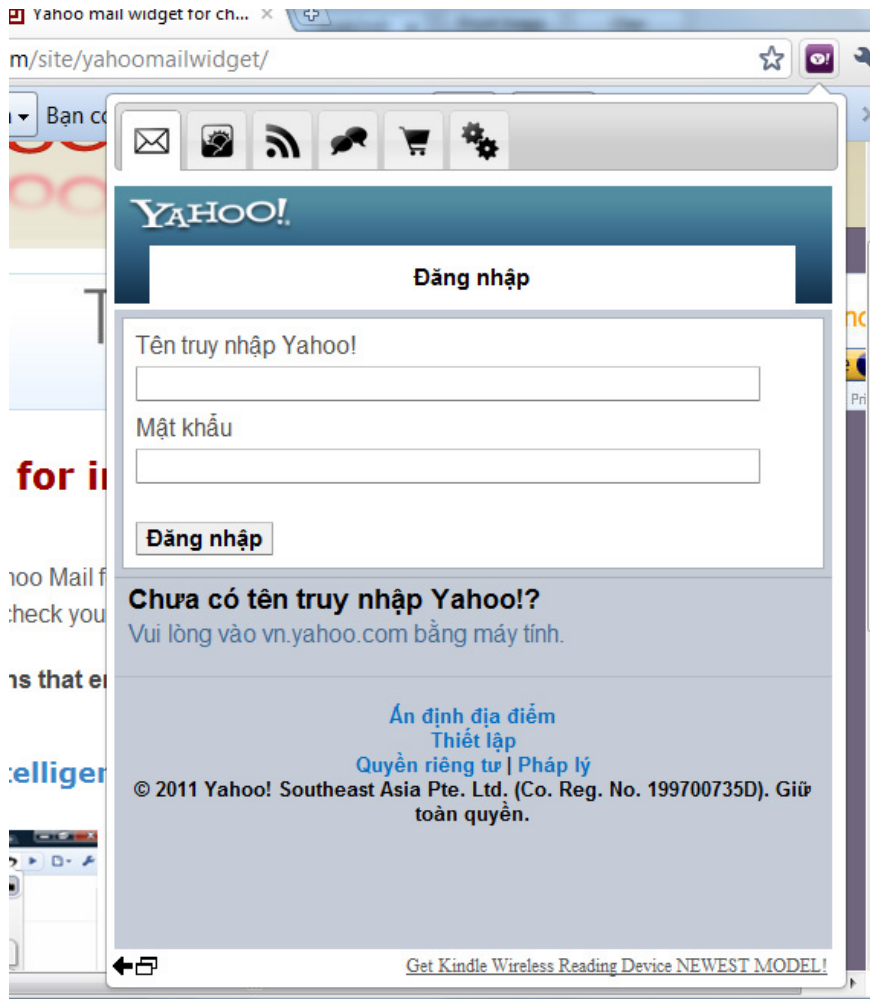 Yahoo mail widget for ch...
m/site/yahoomailwidget/
Bạn có
YAHOO!
Đăng nhập
Tên truy nhập Yahoo!
Mật khẩu
Đăng nhập
Chưa có tên truy nhập Yahoo!?
Vui lòng vào vn.yahoo.com bằng máy tính.
Ấn định địa điểm
Thiết lập
Quyền riêng tư | Pháp lý
© 2011 Yahoo! Southeast Asia Pte. Ltd. (Co. Reg. No. 199700735D). Giữ
toàn quyền.
Get Kindle Wireless Reading Device NEWEST MODEL!
for i
hoo Mail f
check you
ns that e
telliger
Pri